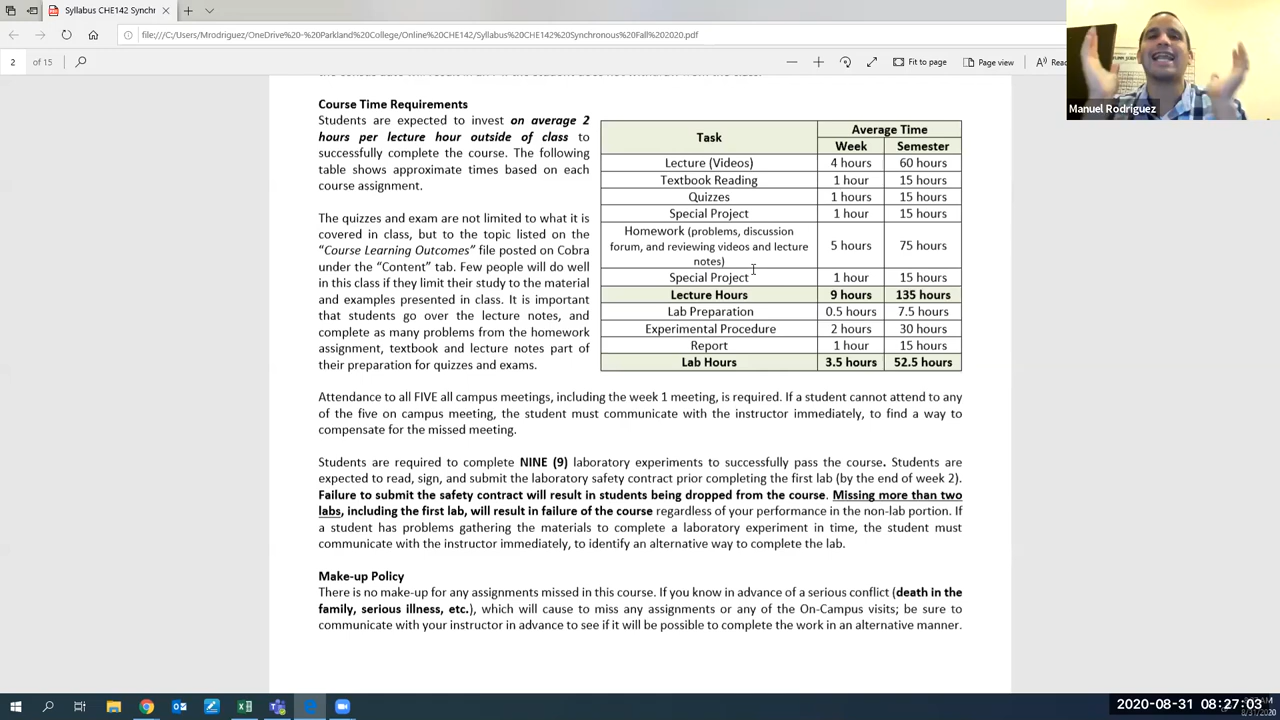 Syllabus CHE142 Synchro
file:///C:/Users/Mrodriguez/OneDrive%20-%20Parkland%20College/Online%20CHE142/Syllabus%20CHE142%20Synchronous%20Fall%202020.pdf
2 of 15
Fit to page
Page view
Manuel Rodriguez
Course Time Requirements
Students are expected to invest on average 2
hours per lecture hour outside of class to
successfully complete the course. The following
table shows approximate times based on each
course assignment.
The quizzes and exam are not limited to what it is
covered in class, but to the topic listed on the
“Course Learning Outcomes” file posted on Cobra
under the “Content” tab. Few people will do well
in this class if they limit their study to the material
and examples presented in class. It is important
that students go over the lecture notes, and
complete as many problems from the homework
assignment, textbook and lecture notes part of
their preparation for quizzes and exams.
Task Average Time
Week Semester
Lecture (Videos) 4 hours 60 hours
Textbook Reading 1 hour 15 hours
Quizzes 1 hours 15 hours
Special Project 1 hour 15 hours
Homework (problems, discussion
forum, and reviewing videos and lecture 5 hours 75 hours
notes)
Special Project 1 hour 15 hours
Lecture Hours 9 hours 135 hours
Lab Preparation 0.5 hours 7.5 hours
Experimental Procedure 2 hours 30 hours
Report 1 hour 15 hours
Lab Hours 3.5 hours 52.5 hours
Attendance to all FIVE all campus meetings, including the week 1 meeting, is required. If a student cannot attend to any
of the five on campus meeting, the student must communicate with the instructor immediately, to find a way to
compensate for the missed meeting.
Students are required to complete NINE (9) laboratory experiments to successfully pass the course. Students are
expected to read, sign, and submit the laboratory safety contract prior completing the first lab (by the end of week 2).
Failure to submit the safety contract will result in students being dropped from the course. Missing more than two
labs, including the first lab, will result in failure of the course regardless of your performance in the non-lab portion. If
a student has problems gathering the materials to complete a laboratory experiment in time, the student must
communicate with the instructor immediately, to identify an alternative way to complete the lab.
Make-up Policy
There is no make-up for any assignments missed in this course. If you know in advance of a serious conflict (death in the
family, serious illness, etc.), which will cause to miss any assignments or any of the On-Campus visits; be sure to
communicate with your instructor in advance to see if it will be possible to complete the work in an alternative manner.
2020-08-31 08:27:03